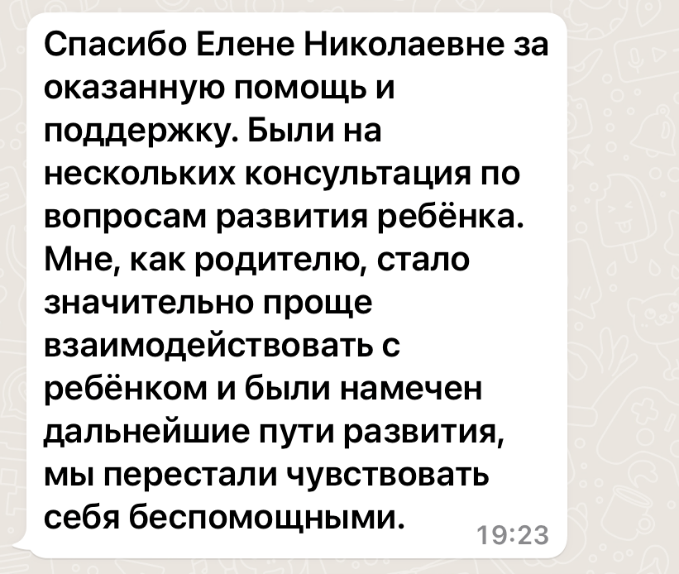 Спасибо Елене Николаевне за
оказанную помощь и
поддержку. Были на
нескольких консультация по
вопросам развития ребёнка.
Мне, как родителю, стало
значительно проще
взаимодействовать с
ребёнком и были намечен
дальнейшие пути развития,
мы перестали чувствовать
себя беспомощными.
19:23